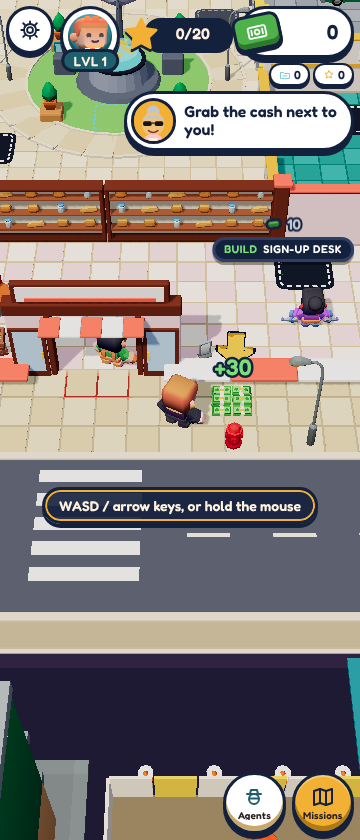 0/20
0
LVL 1
0
0
Grab the cash next to
you!
10
BUILD SIGN-UP DESK
+30
WASD / arrow keys, or hold the mouse
Agents
Missions